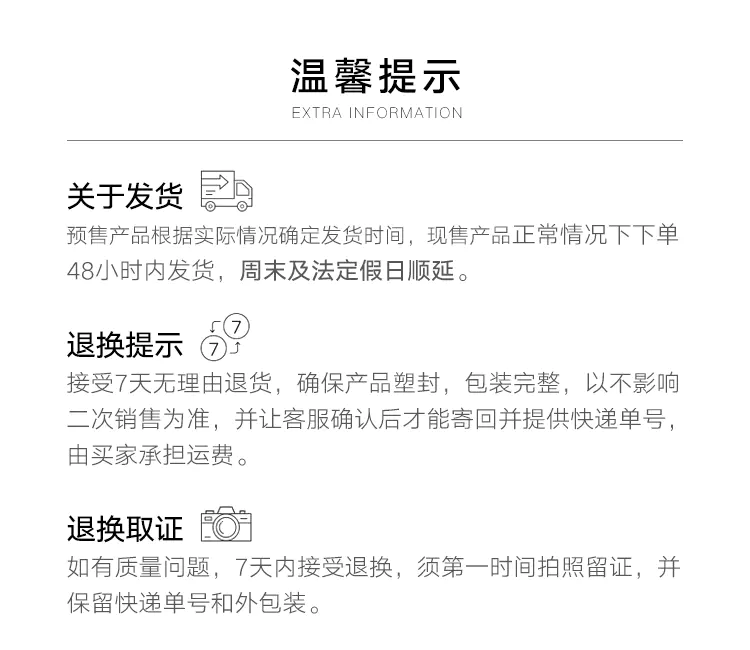 温馨提示
EXTRA INFORMATION
关于发货
预售产品根据实际情况确定发货时间，现售产品正常情况下下单
48小时内发货，周末及法定假日顺延。
7
退换提示 7
接受7天无理由退货，确保产品塑封，包装完整，以不影响
二次销售为准，并让客服确认后才能寄回并提供快递单号，
由买家承担运费。
退换取证
如有质量问题，7天内接受退换，须第一时间拍照留证，并
保留快递单号和外包装。